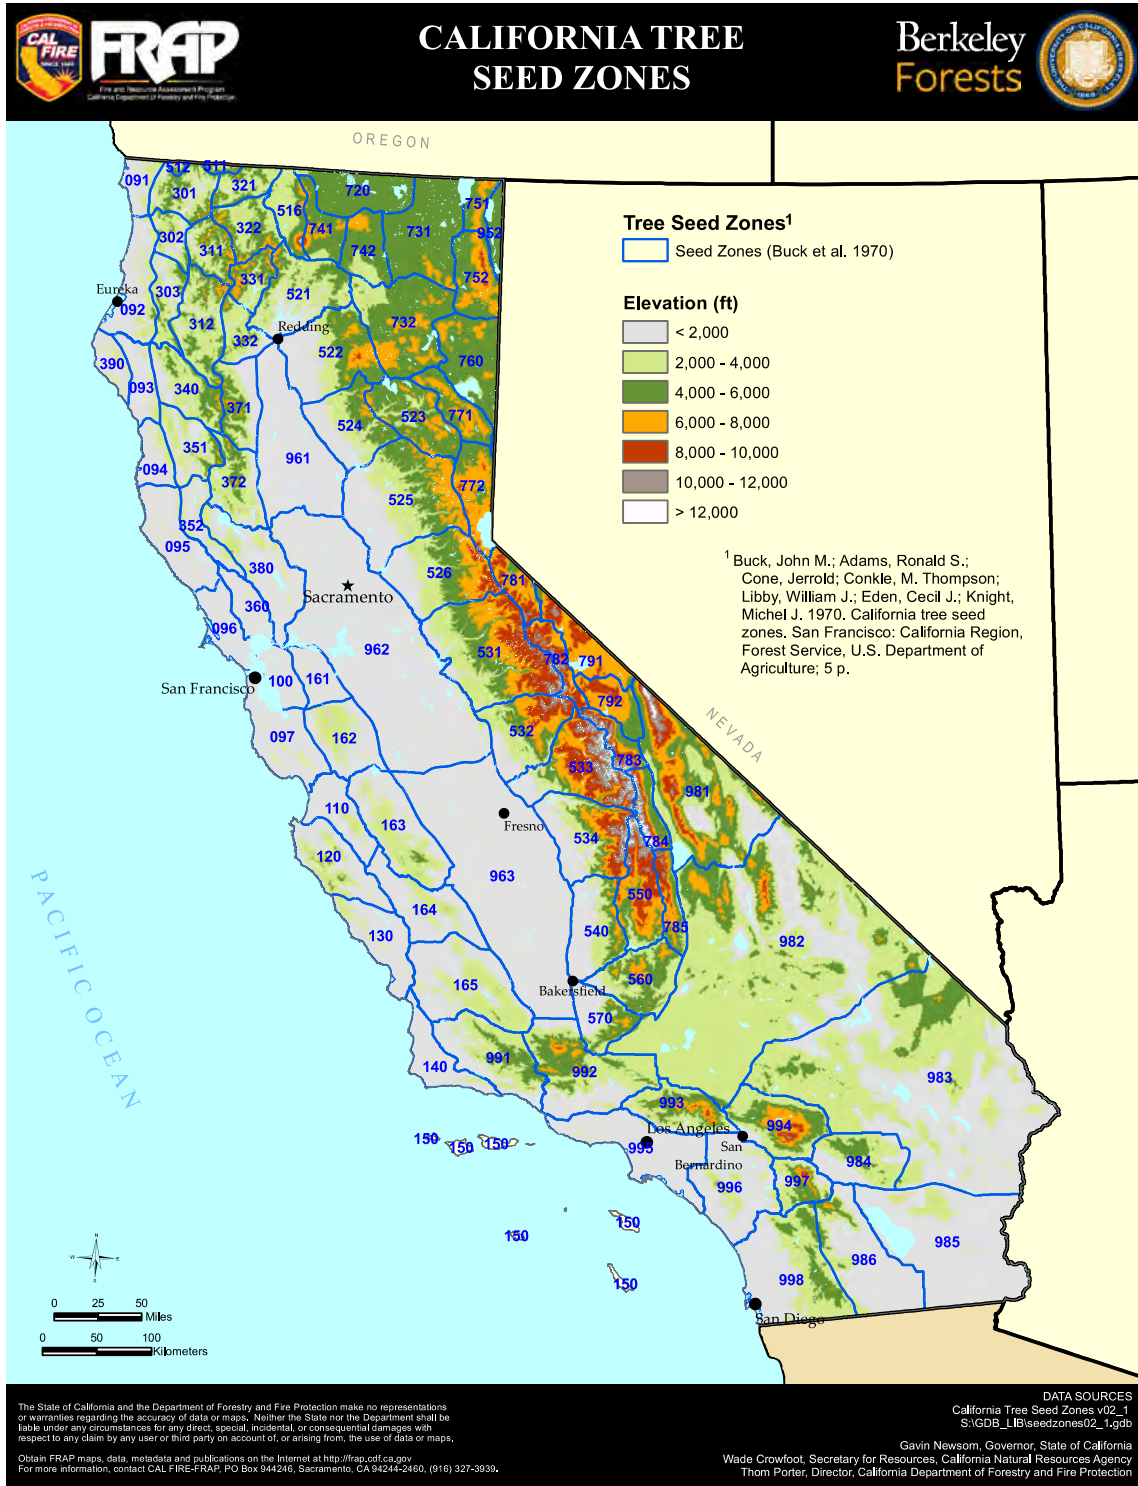 CAL
FIRE
SINCE 1885
FRAP
Fire and Resource Assessment Program
California Department of Forestry and Fire Protection
CALIFORNIA TREE
SEED ZONES
Berkeley
Forests
OREGON
Tree Seed Zones¹
Seed Zones (Buck et al. 1970)
Elevation (ft)
< 2,000
2,000 - 4,000
4,000 - 6,000
6,000 - 8,000
8,000 - 10,000
10,000 - 12,000
> 12,000
¹ Buck, John M.; Adams, Ronald S.;
Cone, Jerrold; Conkle, M. Thompson;
Libby, William J.; Eden, Cecil J.; Knight,
Michel J. 1970. California tree seed
zones. San Francisco: California Region,
Forest Service, U.S. Department of
Agriculture; 5 p.
512 511
091 301 321 720
516 751
302 311 322 741 742 731 952
331 752
Eureka
303 521
092
312 Redding 732
332 522 760
390
093 340
371 523 771
524
351
961
094
372 772
525
352
095
380 526 781
Sacramento
360
096
962 531 782 791
San Francisco 100 161
792
097 162 532
NEVADA
783
533
981
110 163
Fresno 534 784
120
963
550
164
130 540 785 982
165 560
Bakersfield
570
991
140 992 983
993
994
Los Angeles
995
San
Bernardino
984
997
996
150 150 150
150
150
150
985
986
998
San Diego
PACIFIC OCEAN
N
W E
S
0 25 50
Miles
0 50 100
Kilometers
The State of California and the Department of Forestry and Fire Protection make no representations
or warranties regarding the accuracy of data or maps. Neither the State nor the Department shall be
liable under any circumstances for any direct, special, incidental, or consequential damages with
respect to any claim by any user or third party on account of, or arising from, the use of data or maps.
Obtain FRAP maps, data, metadata and publications on the Internet at http://frap.cdf.ca.gov
For more information, contact CAL FIRE-FRAP, PO Box 944246, Sacramento, CA 94244-2460, (916) 327-3939.
DATA SOURCES
California Tree Seed Zones v02_1
S:\GDB_LIB\seedzones02_1.gdb
Gavin Newsom, Governor, State of California
Wade Crowfoot, Secretary for Resources, California Natural Resources Agency
Thom Porter, Director, California Department of Forestry and Fire Protection